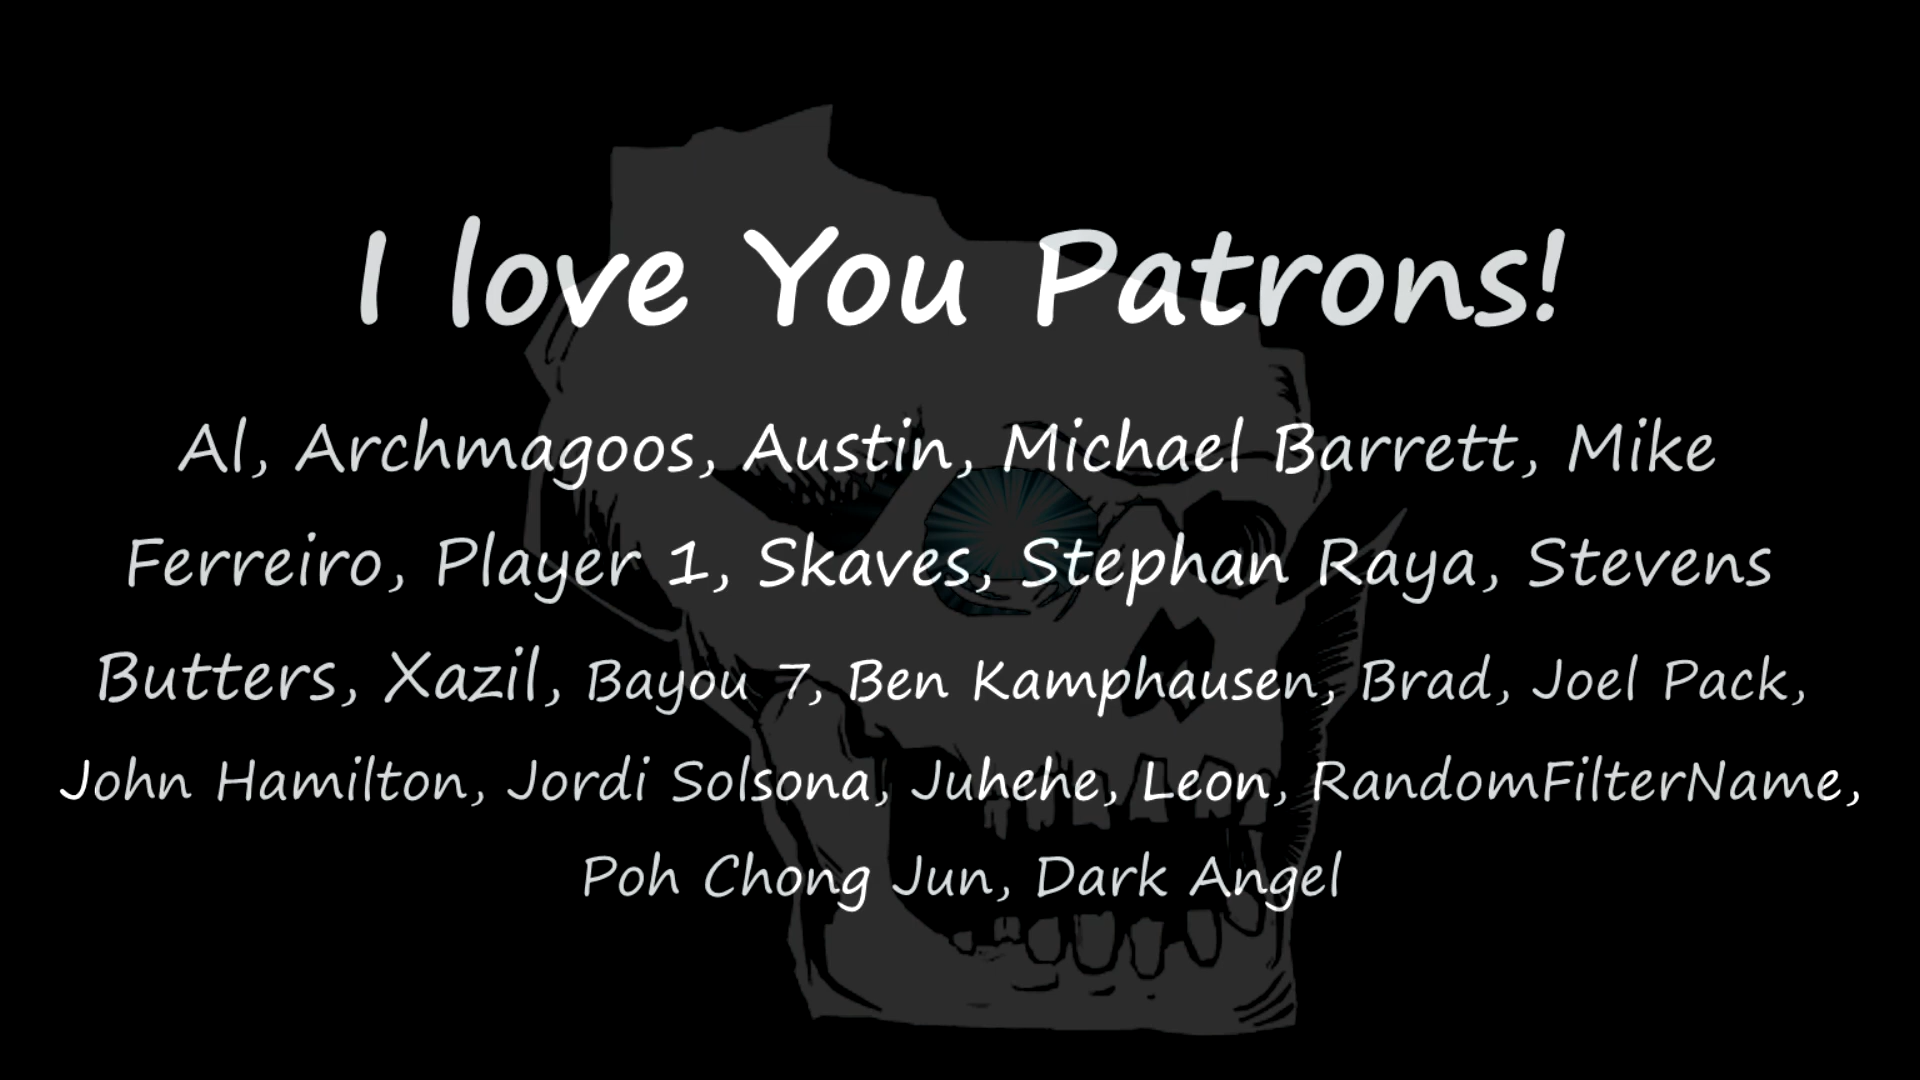 I love You Patrons!
Al, Archmagoos, Austin, Michael Barrett, Mike
Ferreiro, Player 1, Skaves, Stephan Raya, Stevens
Butters, Xazil, Bayou 7, Ben Kamphausen, Brad, Joel Pack,
John Hamilton, Jordi Solsona, Juhehe, Leon, RandomFilterName,
Poh Chong Jun, Dark Angel